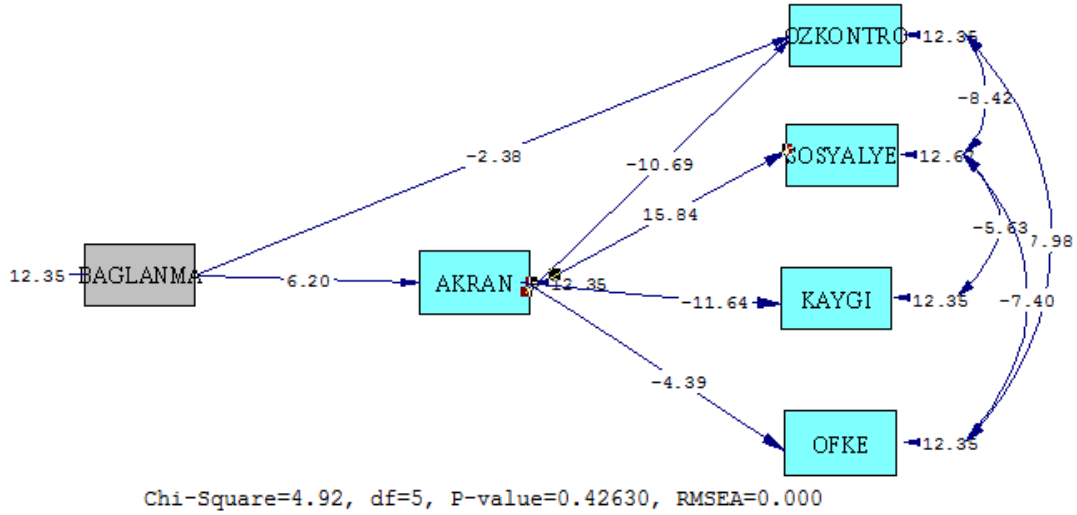 OZKONTRO
12.35
-8.42
-2.38
-10.69
SOSYALYE
12.67
15.84
-5.63
7.98
12.35
BAGLANMA
6.20
AKRAN
12.35
-11.64
KAYGI
12.35
-7.40
-4.39
OFKE
12.35
Chi-Square=4.92, df=5, P-value=0.42630, RMSEA=0.000